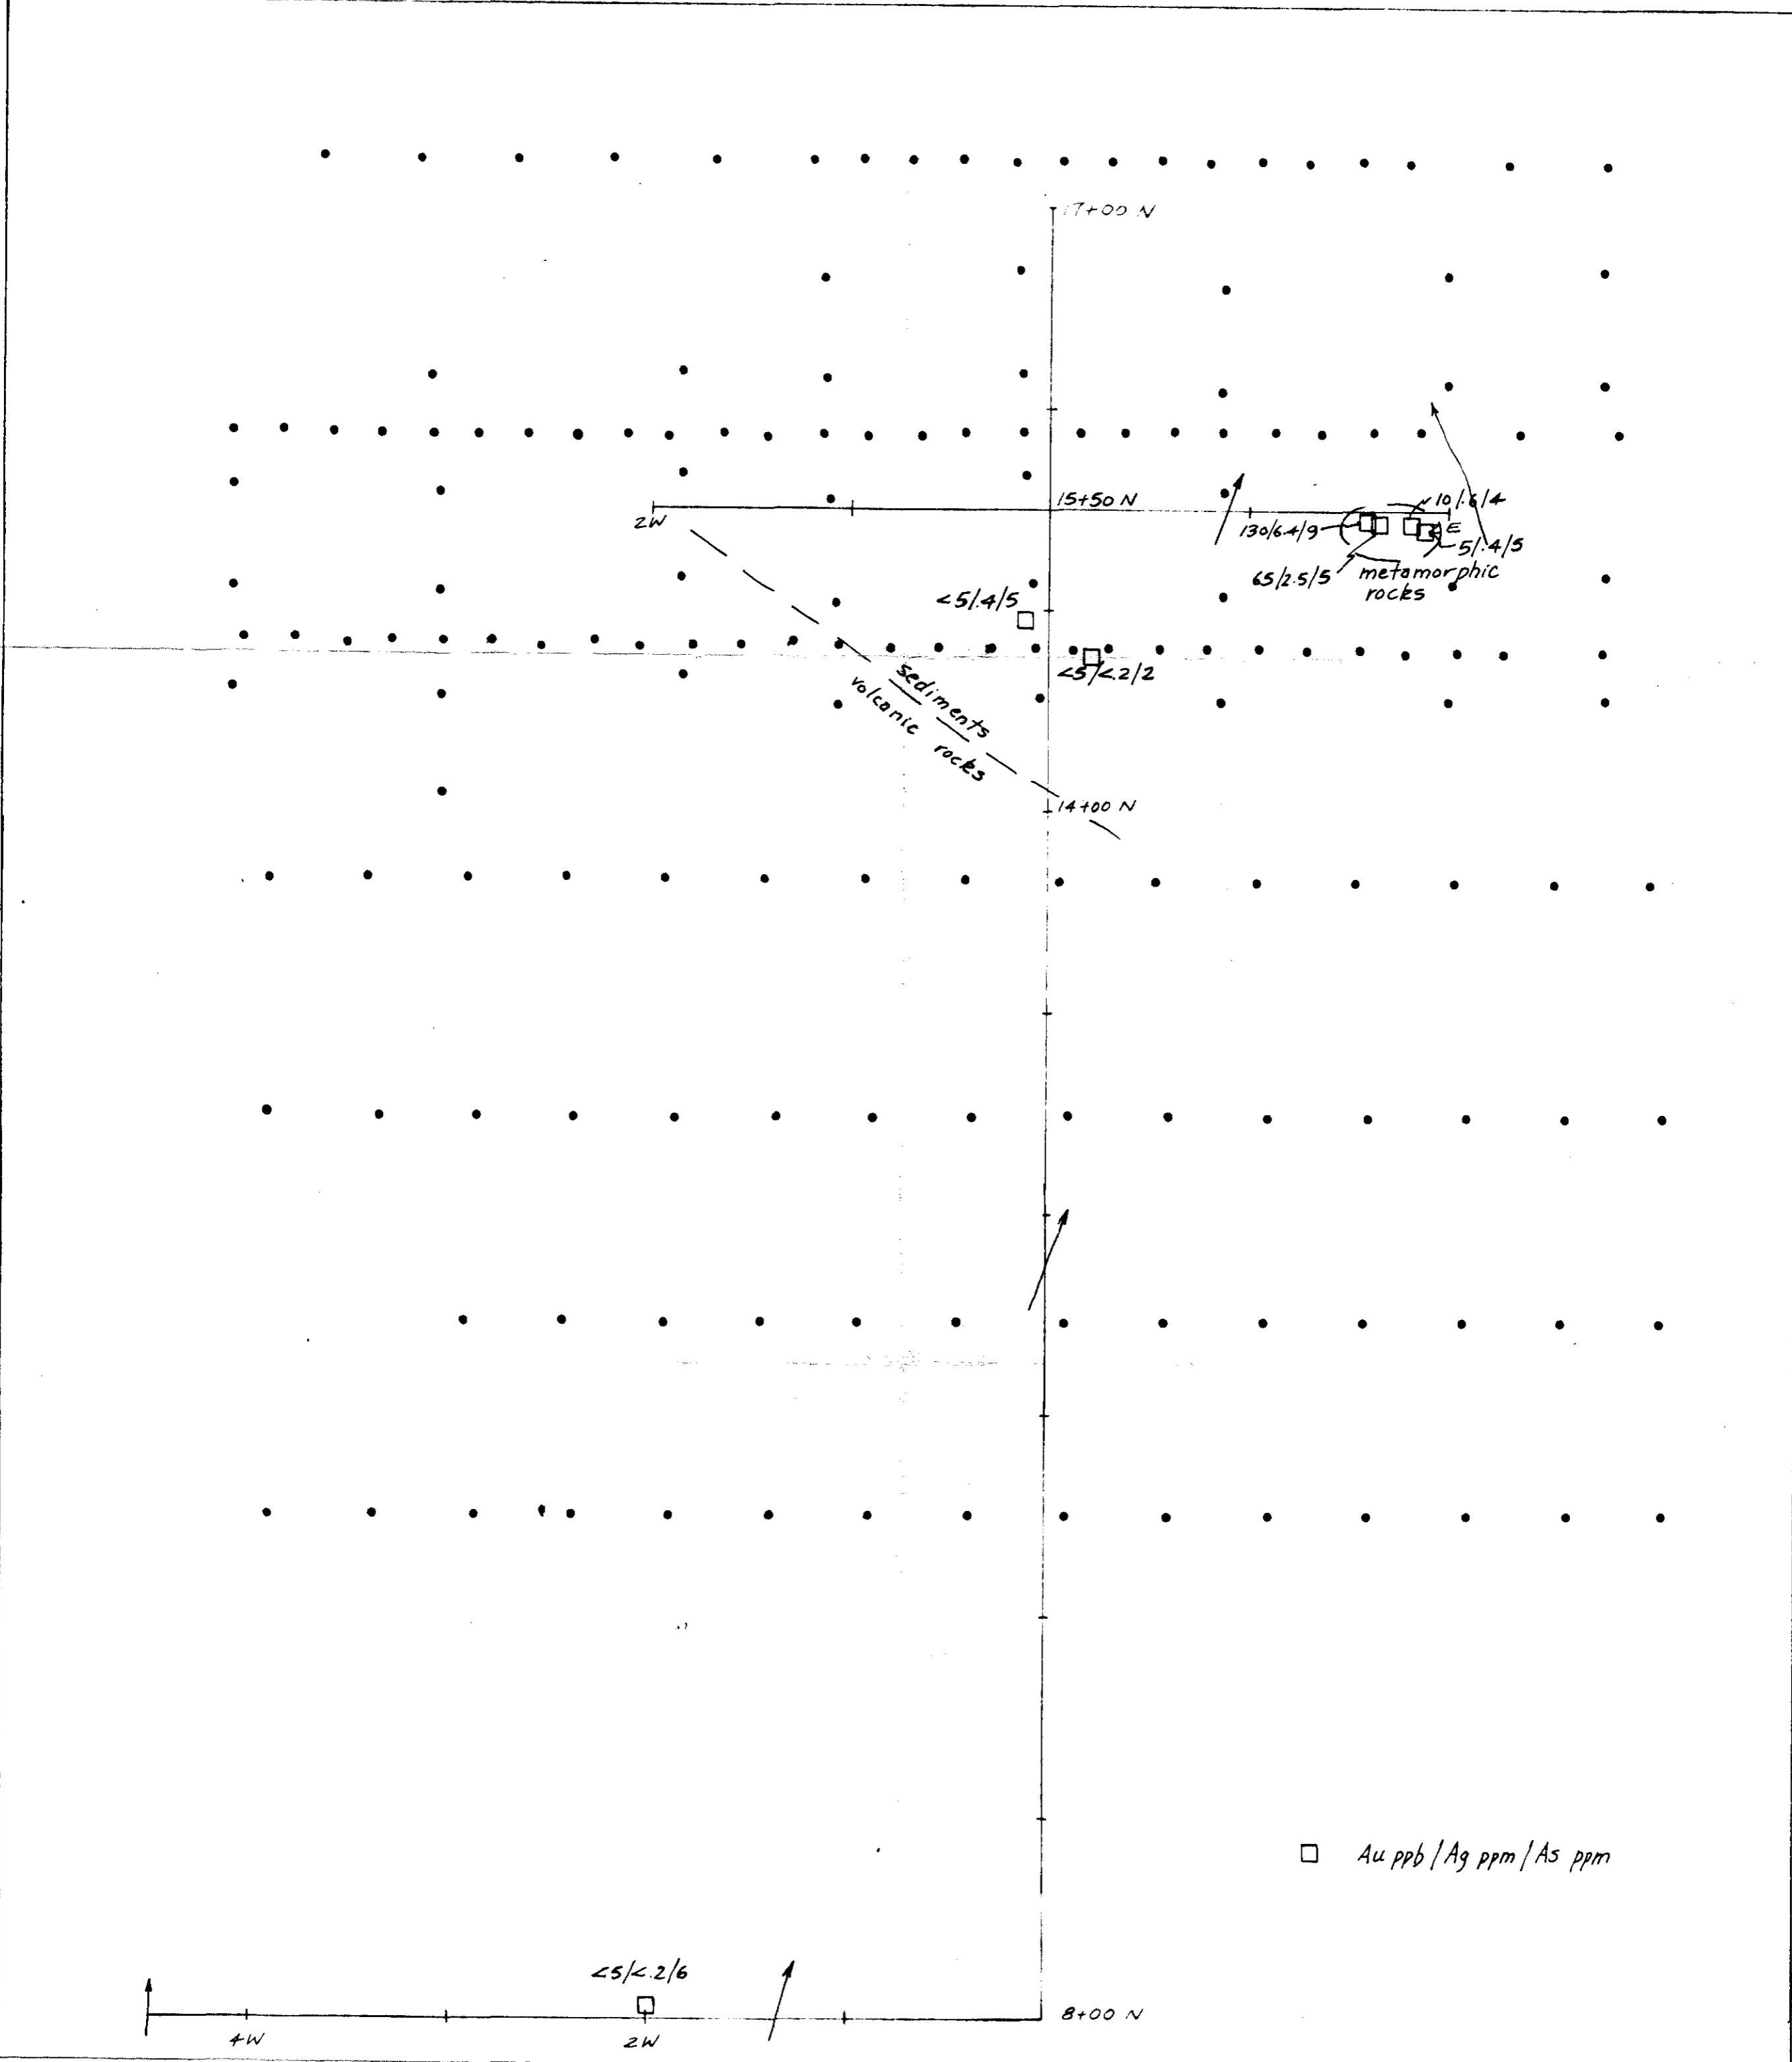 17+00 N
15+50 N
2W
10/.6/4
130/6.4/9
E
5/.4/5
65/2.5/5
metamorphic
rocks
<5/.4/5
<5/<.2/2
sediments
volcanic rocks
14+00 N
Au ppb / Ag ppm / As ppm
<5/<.2/6
8+00 N
4W
2W